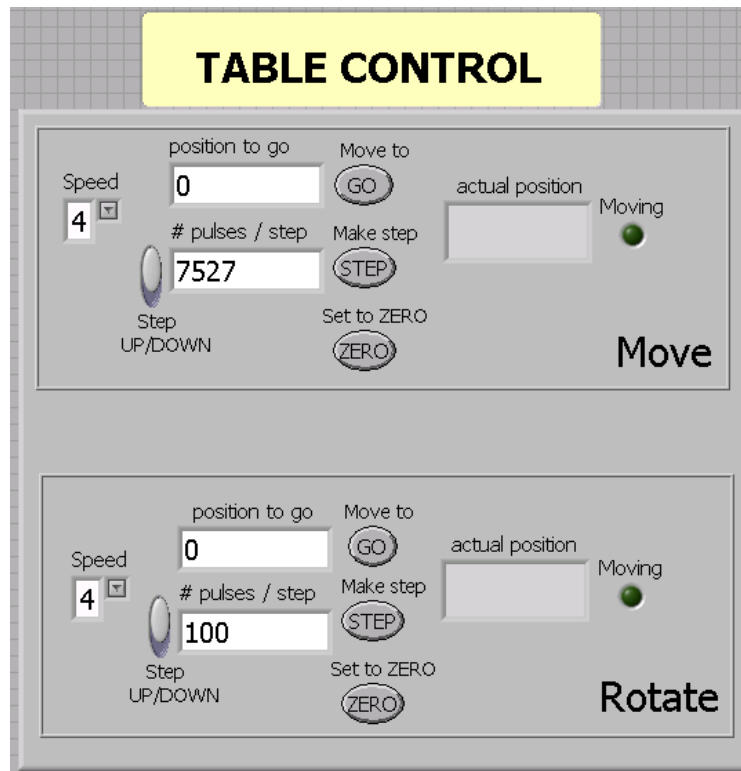 TABLE CONTROL
position to go
Move to
Speed
0
GO
actual position
Moving
4
# pulses / step
Make step
7527
STEP
Step
UP/DOWN
Set to ZERO
ZERO
Move
position to go
Move to
Speed
0
GO
actual position
Moving
4
# pulses / step
Make step
100
STEP
Step
UP/DOWN
Set to ZERO
ZERO
Rotate